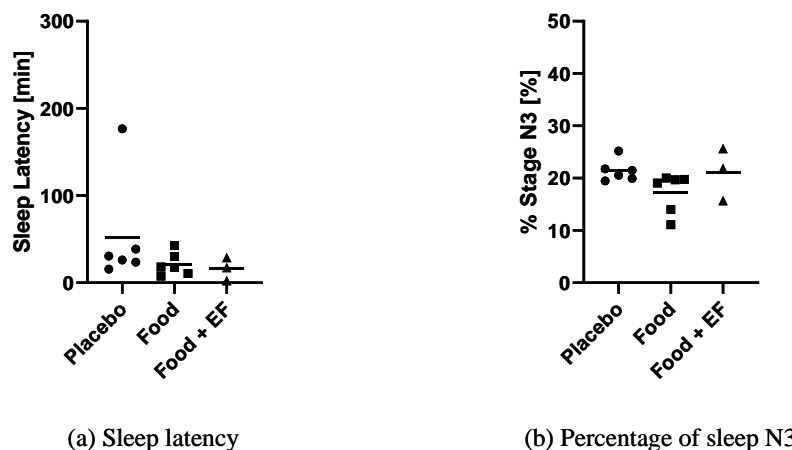 300
200
100
0
Sleep Latency [min]
Placebo
Food
Food + EF
(a) Sleep latency
50
40
30
20
10
0
% Stage N3 [%]
Placebo
Food
Food + EF
(b) Percentage of sleep N3